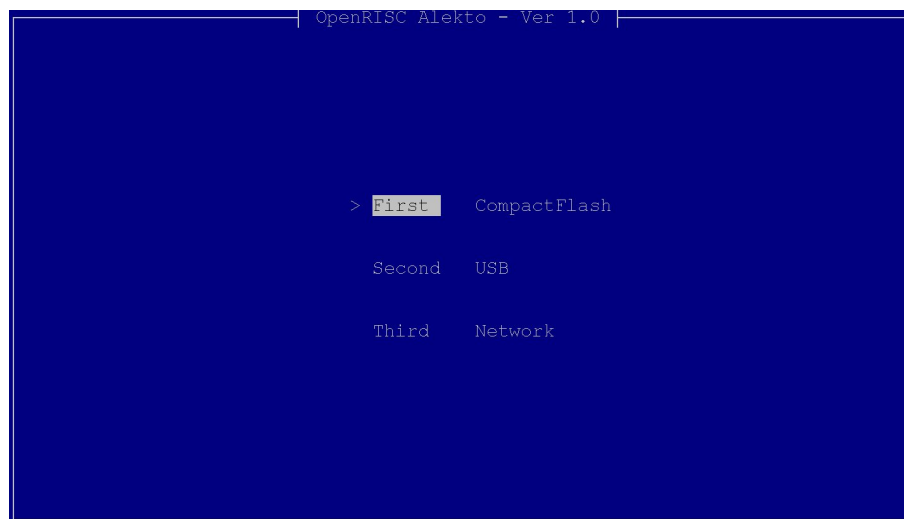 OpenRISC Alekto - Ver 1.0
> First CompactFlash
Second USB
Third Network